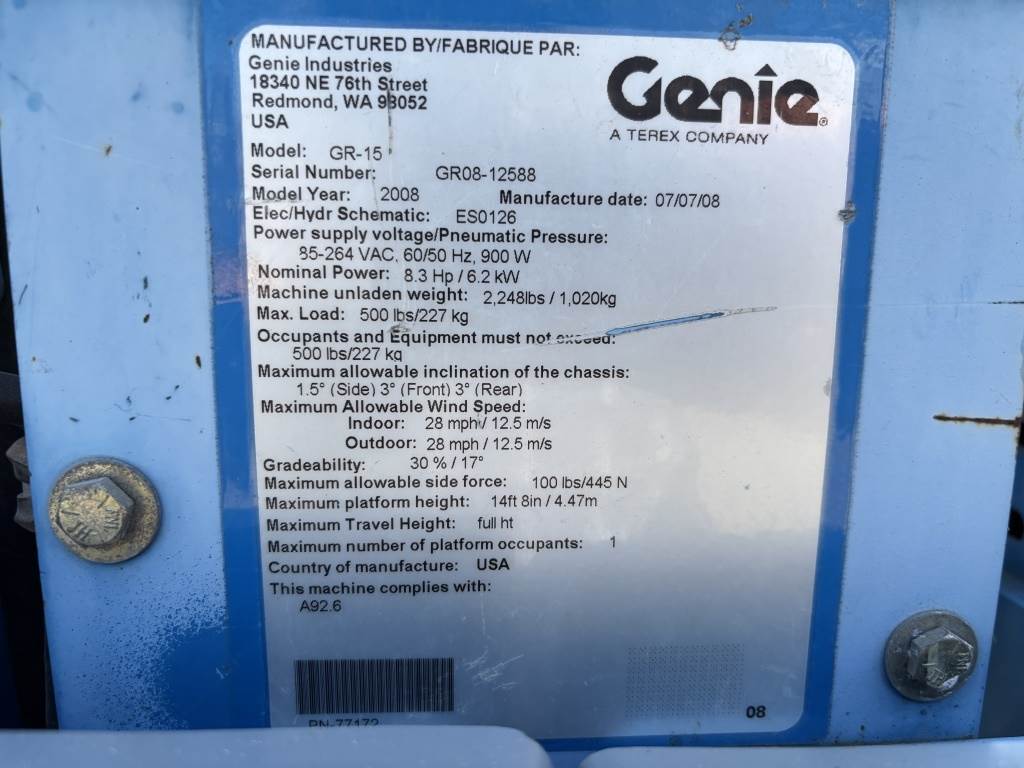 MANUFACTURED BY/FABRIQUE PAR:
Genie Industries
18340 NE 76th Street
Redmond, WA 98052
USA
Genie
A TEREX COMPANY
Model: GR-15
Serial Number: GR08-12588
Model Year: 2008 Manufacture date: 07/07/08
Elec/Hydr Schematic: ES0126
Power supply voltage/Pneumatic Pressure:
85-264 VAC, 60/50 Hz, 900 W
Nominal Power: 8.3 Hp / 6.2 kW
Machine unladen weight: 2,248lbs / 1,020kg
Max. Load: 500 lbs/227 kg
Occupants and Equipment must not exceed:
500 lbs/227 kg
Maximum allowable inclination of the chassis:
1.5° (Side) 3° (Front) 3° (Rear)
Maximum Allowable Wind Speed:
Indoor: 28 mph / 12.5 m/s
Outdoor: 28 mph / 12.5 m/s
Gradeability: 30 % / 17°
Maximum allowable side force: 100 lbs/445 N
Maximum platform height: 14ft 8in / 4.47m
Maximum Travel Height: full ht
Maximum number of platform occupants: 1
Country of manufacture: USA
This machine complies with:
A92.6
PN-77172
08